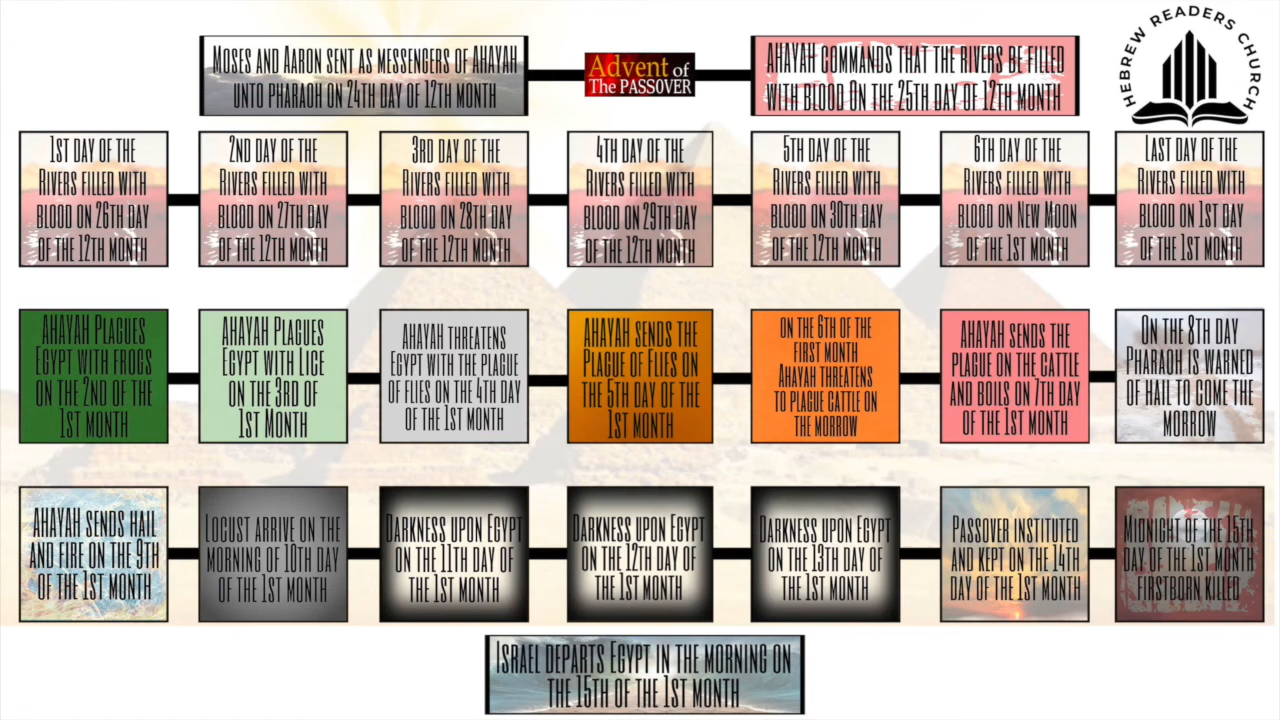 Moses and Aaron sent as messengers of AHAYAH
unto Pharaoh on 24th day of 12th month
Advent of
The PASSOVER
AHAYAH commands that the rivers be filled
with blood On the 25th day of 12th month
HEBREW READERS CHURCH
1st day of the
Rivers filled with
blood on 26th day
of the 12th month
2nd day of the
Rivers filled with
blood on 27th day
of the 12th month
3rd day of the
Rivers filled with
blood on 28th day
of the 12th month
4th day of the
Rivers filled with
blood on 29th day
of the 12th month
5th day of the
Rivers filled with
blood on 30th day
of the 12th month
6th day of the
Rivers filled with
blood on New Moon
of the 1st month
Last day of the
Rivers filled with
blood on 1st day
of the 1st month
AHAYAH Plagues
Egypt with frogs
on the 2nd of the
1st month
AHAYAH Plagues
Egypt with Lice
on the 3rd of
1st Month
AHAYAH threatens
Egypt with the plague
of flies on the 4th day
of the 1st month
AHAYAH sends the
Plague of Flies on
the 5th day of the
1st month
on the 6th of the
first month
Ahayah threatens
to plague cattle on
the morrow
AHAYAH sends the
plague on the cattle
and boils on 7th day
of the 1st month
On the 8th day
Pharaoh is warned
of hail to come the
morrow
AHAYAH sends hail
and fire on the 9th
of the 1st month
Locust arrive on the
morning of 10th day
of the 1st month
Darkness upon Egypt
on the 11th day of
the 1st month
Darkness upon Egypt
on the 12th day of
the 1st month
Darkness upon Egypt
on the 13th day of
the 1st month
Passover instituted
and kept on the 14th
day of the 1st month
Midnight of the 15th
day of the 1st month
firstborn killed
Israel departs Egypt in the morning on
the 15th of the 1st month